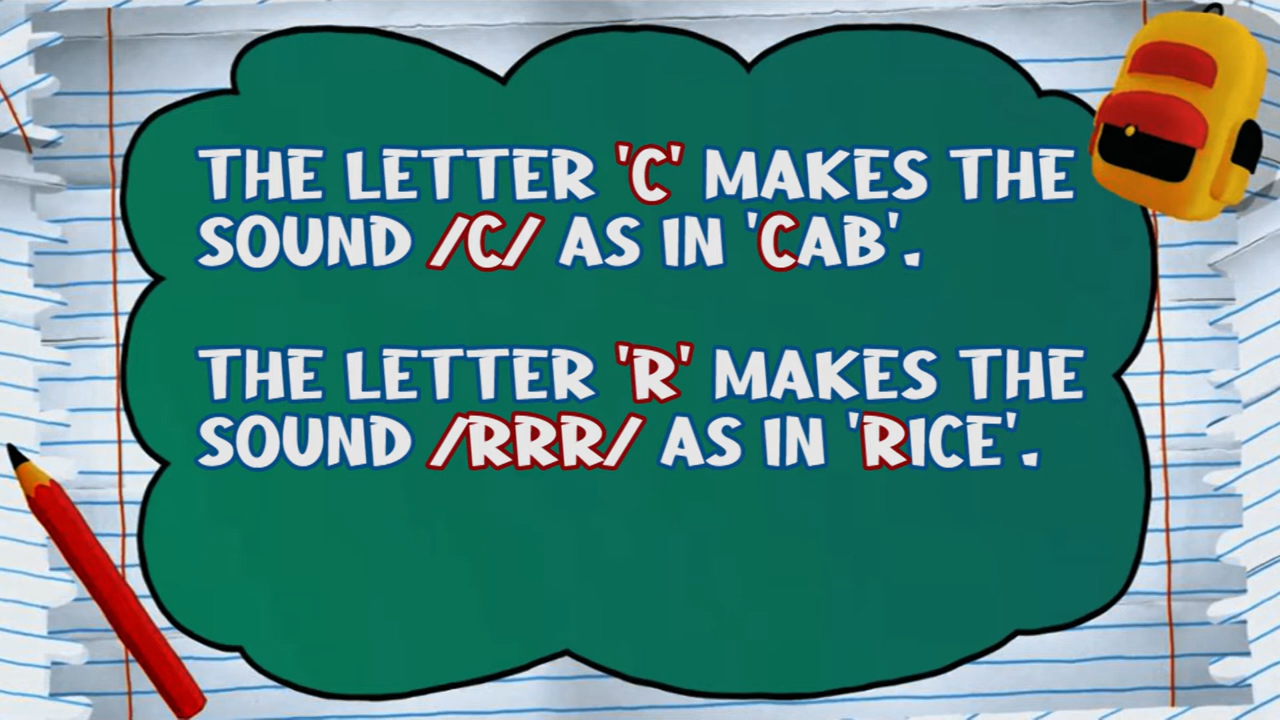 THE LETTER 'C' MAKES THE
SOUND /C/ AS IN 'CAB'.
THE LETTER 'R' MAKES THE
SOUND /RRR/ AS IN 'RICE'.